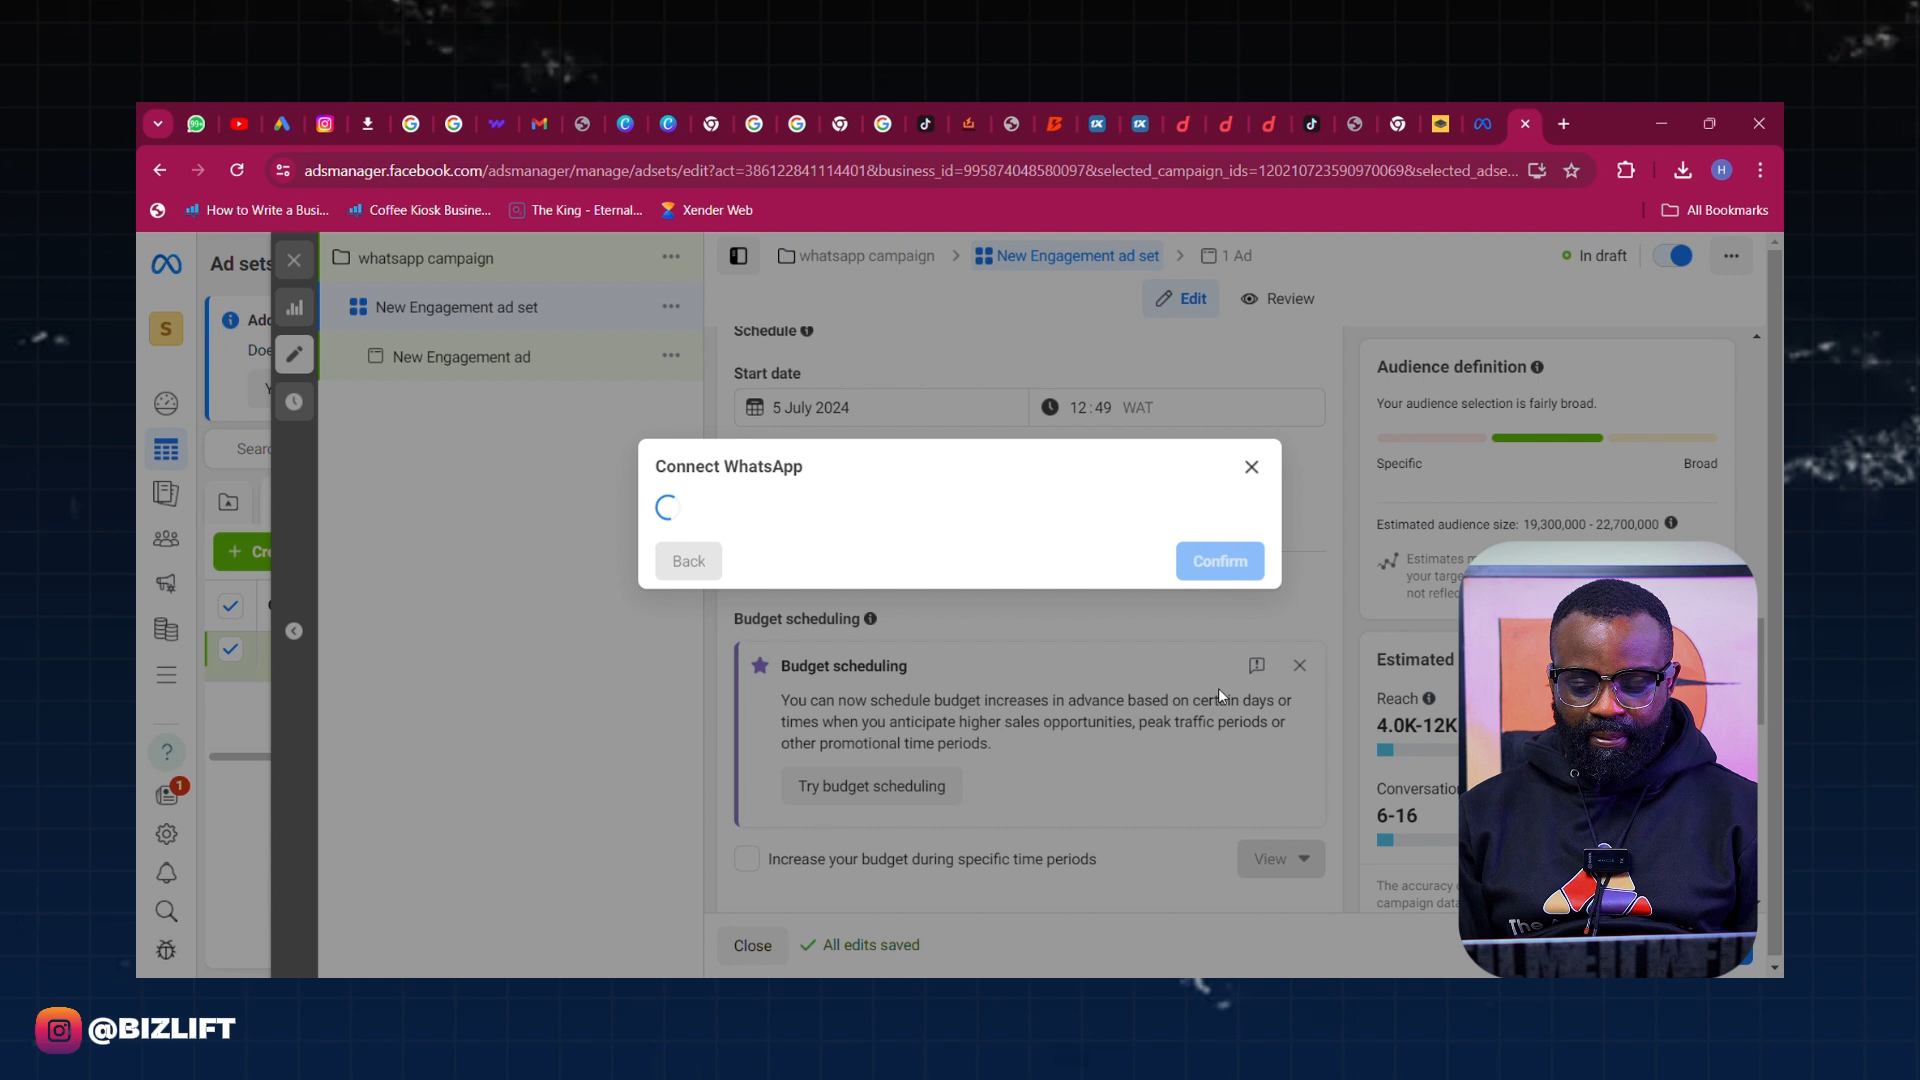 adsmanager.facebook.com/adsmanager/manage/adsets/edit?act=386122841114401&business_id=995874048580097&selected_campaign_ids=120210723590970069&selected_adse...
How to Write a Busi...
Coffee Kiosk Busine...
The King - Eternal...
Xender Web
All Bookmarks
Ad sets
whatsapp campaign
whatsapp campaign
New Engagement ad set
1 Ad
In draft
New Engagement ad set
Edit
Review
New Engagement ad
S
Schedule
Start date
5 July 2024
12:49 WAT
Audience definition
Your audience selection is fairly broad.
Specific
Broad
Estimated audience size: 19,300,000 - 22,700,000
Connect WhatsApp
Back
Confirm
Budget scheduling
Budget scheduling
You can now schedule budget increases in advance based on certain days or
times when you anticipate higher sales opportunities, peak traffic periods or
other promotional time periods.
Try budget scheduling
Increase your budget during specific time periods
View
Estimated
Reach
4.0K-12K
6-16
The accuracy
campaign data
Close
All edits saved
The
@BIZLIFT